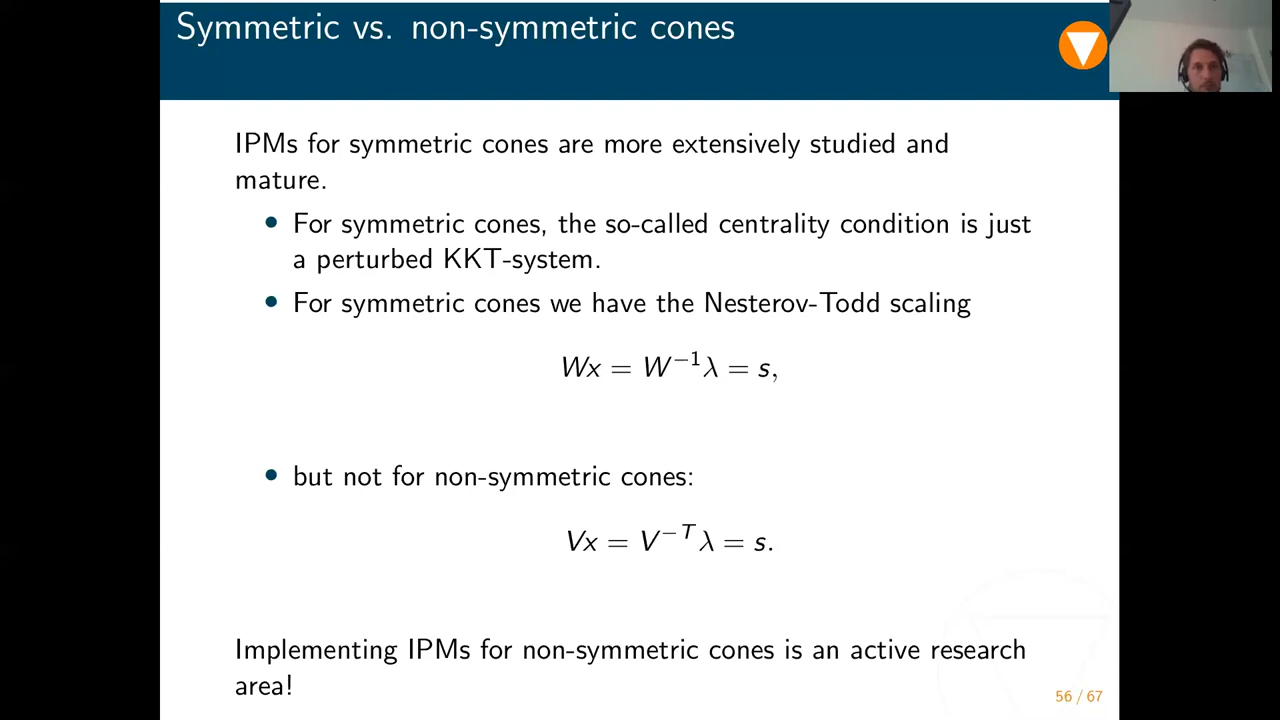 Symmetric vs. non-symmetric cones
IPMs for symmetric cones are more extensively studied and
mature.
• For symmetric cones, the so-called centrality condition is just
a perturbed KKT-system.
• For symmetric cones we have the Nesterov-Todd scaling
Wx = W⁻¹λ = s,
• but not for non-symmetric cones:
Vx = V⁻ᵀλ = s.
Implementing IPMs for non-symmetric cones is an active research
area!
56 / 67